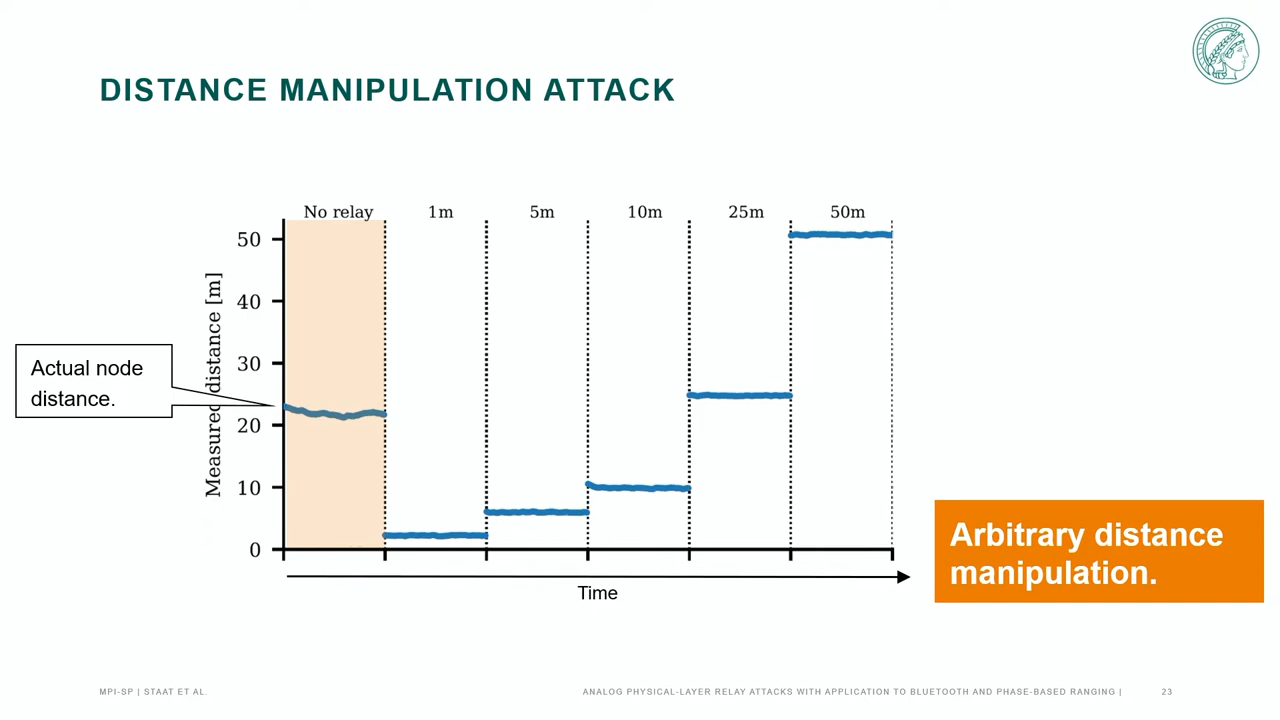 DISTANCE MANIPULATION ATTACK
No relay 1m 5m 10m 25m 50m
50
40
30
20
10
0
Measured distance [m]
Actual node
distance.
Time
Arbitrary distance
manipulation.
MPI-SP | STAAT ET AL.
ANALOG PHYSICAL-LAYER RELAY ATTACKS WITH APPLICATION TO BLUETOOTH AND PHASE-BASED RANGING |
23